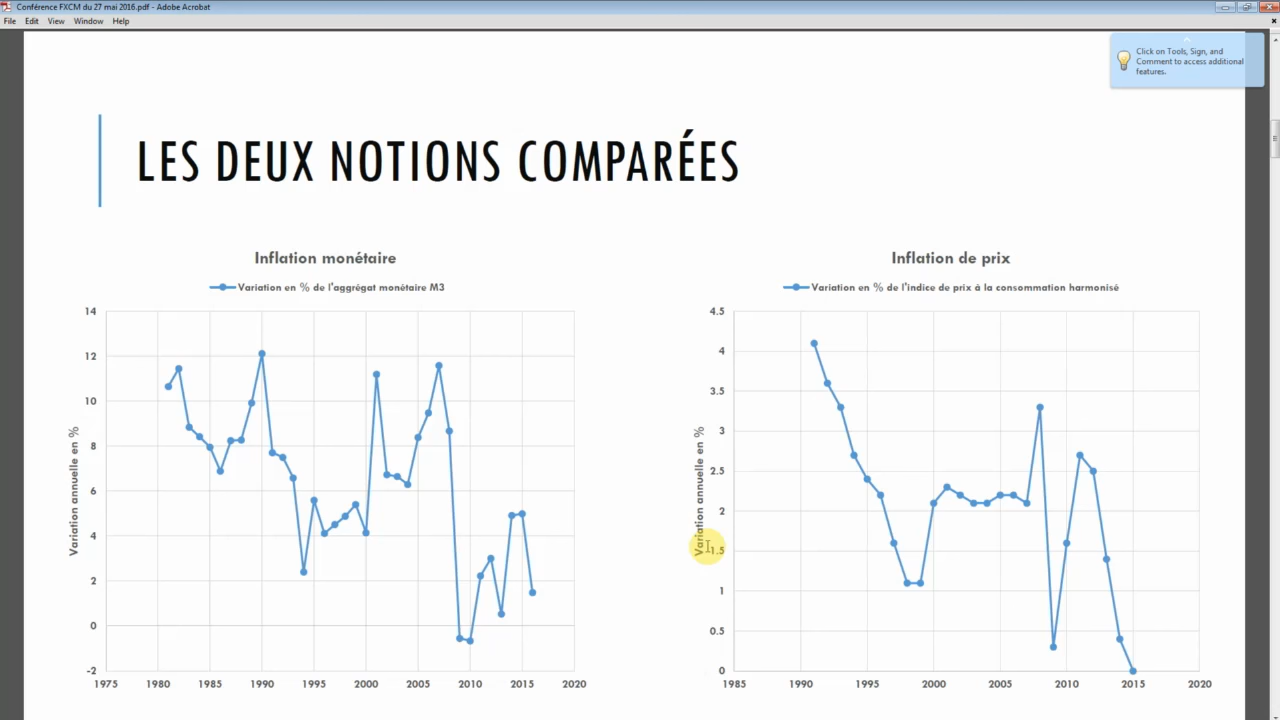 Conférence FXCM du 27 mai 2016.pdf - Adobe Acrobat
File Edit View Window Help
Click on Tools, Sign, and
Comment to access additional
features.
LES DEUX NOTIONS COMPARÉES
Inflation monétaire
Variation en % de l'aggrégat monétaire M3
Variation annuelle en %
14
12
10
8
6
4
2
0
-2
1975 1980 1985 1990 1995 2000 2005 2010 2015 2020
Inflation de prix
Variation en % de l'indice de prix à la consommation harmonisé
Variation annuelle en %
4.5
4
3.5
3
2.5
2
1.5
1
0.5
0
1985 1990 1995 2000 2005 2010 2015 2020